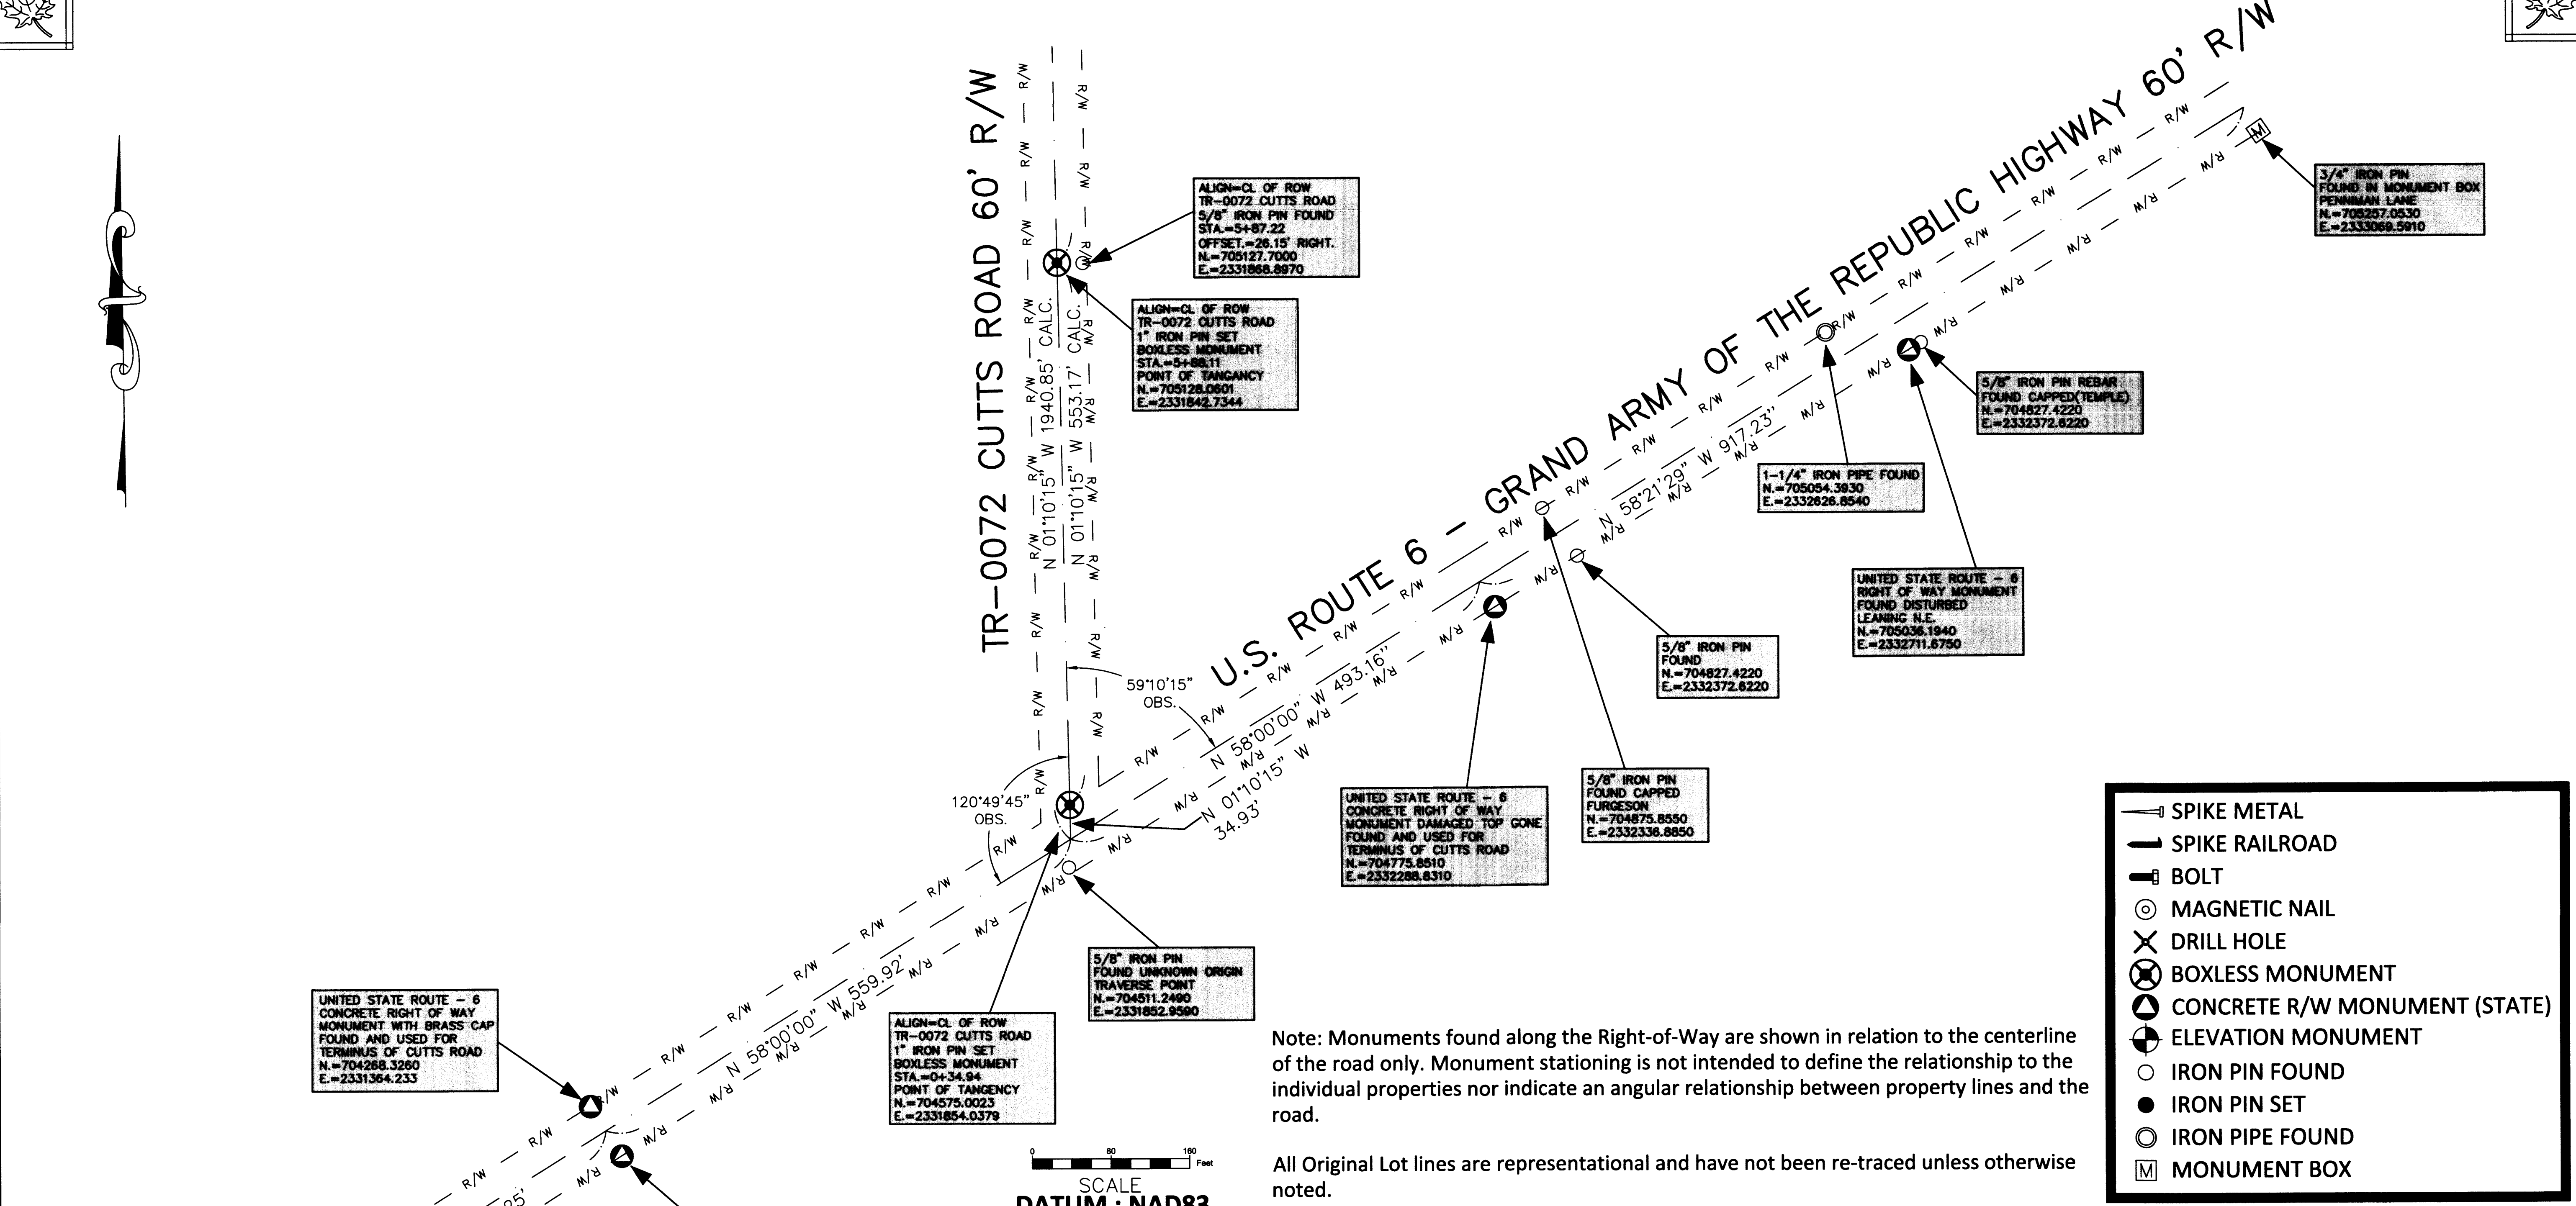 TR-0072 CUTTS ROAD 60' R/W
U.S. ROUTE 6 - GRAND ARMY OF THE REPUBLIC HIGHWAY 60' R/W
ALIGN=CL OF ROW
TR-0072 CUTTS ROAD
5/8" IRON PIN FOUND
STA.=5+87.22
OFFSET.=26.15' RIGHT.
N.=705127.7000
E.=2331868.8970
ALIGN=CL OF ROW
TR-0072 CUTTS ROAD
1" IRON PIN SET
BOXLESS MONUMENT
STA.=5+88.11
POINT OF TANGANCY
N.=705128.0601
E.=2331842.7344
3/4" IRON PIN
FOUND IN MONUMENT BOX
PENNIMAN LANE
N.=705257.0530
E.=2333069.5910
5/8" IRON PIN REBAR
FOUND CAPPED(TEMPLE)
N.=704827.4220
E.=2332372.6220
1-1/4" IRON PIPE FOUND
N.=705054.3930
E.=2332626.8540
UNITED STATE ROUTE - 6
RIGHT OF WAY MONUMENT
FOUND DISTURBED
LEANING N.E.
N.=705036.1940
E.=2332711.6750
5/8" IRON PIN
FOUND
N.=704827.4220
E.=2332372.6220
5/8" IRON PIN
FOUND CAPPED
FURGESON
N.=704875.8550
E.=2332336.8850
UNITED STATE ROUTE - 6
CONCRETE RIGHT OF WAY
MONUMENT DAMAGED TOP GONE
FOUND AND USED FOR
TERMINUS OF CUTTS ROAD
N.=704775.8510
E.=2332288.8310
N 01°10'15" W 1940.85' CALC.
N 01°10'15" W 553.17' CALC.
N 58°21'29" W 917.23"
N 58°00'00" W 493.16"
N 01°10'15" W
34.93'
59°10'15"
OBS.
120°49'45"
OBS.
N 58°00'00" W 559.92'
5/8" IRON PIN
FOUND UNKNOWN ORIGIN
TRAVERSE POINT
N.=704511.2490
E.=2331852.9590
ALIGN=CL OF ROW
TR-0072 CUTTS ROAD
1" IRON PIN SET
BOXLESS MONUMENT
STA.=0+34.94
POINT OF TANGENCY
N.=704575.0023
E.=2331854.0379
UNITED STATE ROUTE - 6
CONCRETE RIGHT OF WAY
MONUMENT WTH BRASS CAP
FOUND AND USED FOR
TERMINUS OF CUTTS ROAD
N.=704268.3260
E.=2331364.233
R/W
Note: Monuments found along the Right-of-Way are shown in relation to the centerline
of the road only. Monument stationing is not intended to define the relationship to the
individual properties nor indicate an angular relationship between property lines and the
road.
All Original Lot lines are representational and have not been re-traced unless otherwise
noted.
0 80 160
Feet
SCALE
DATUM : NAD83
SPIKE METAL
SPIKE RAILROAD
BOLT
MAGNETIC NAIL
DRILL HOLE
BOXLESS MONUMENT
CONCRETE R/W MONUMENT (STATE)
ELEVATION MONUMENT
IRON PIN FOUND
IRON PIN SET
IRON PIPE FOUND
M MONUMENT BOX